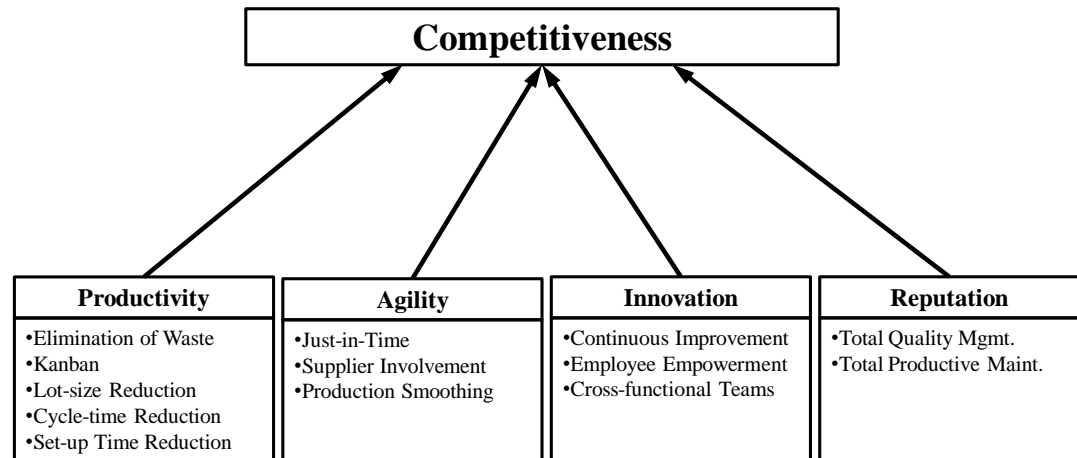 Competitiveness
Productivity
•Elimination of Waste
•Kanban
•Lot-size Reduction
•Cycle-time Reduction
•Set-up Time Reduction
Agility
•Just-in-Time
•Supplier Involvement
•Production Smoothing
Innovation
•Continuous Improvement
•Employee Empowerment
•Cross-functional Teams
Reputation
•Total Quality Mgmt.
•Total Productive Maint.